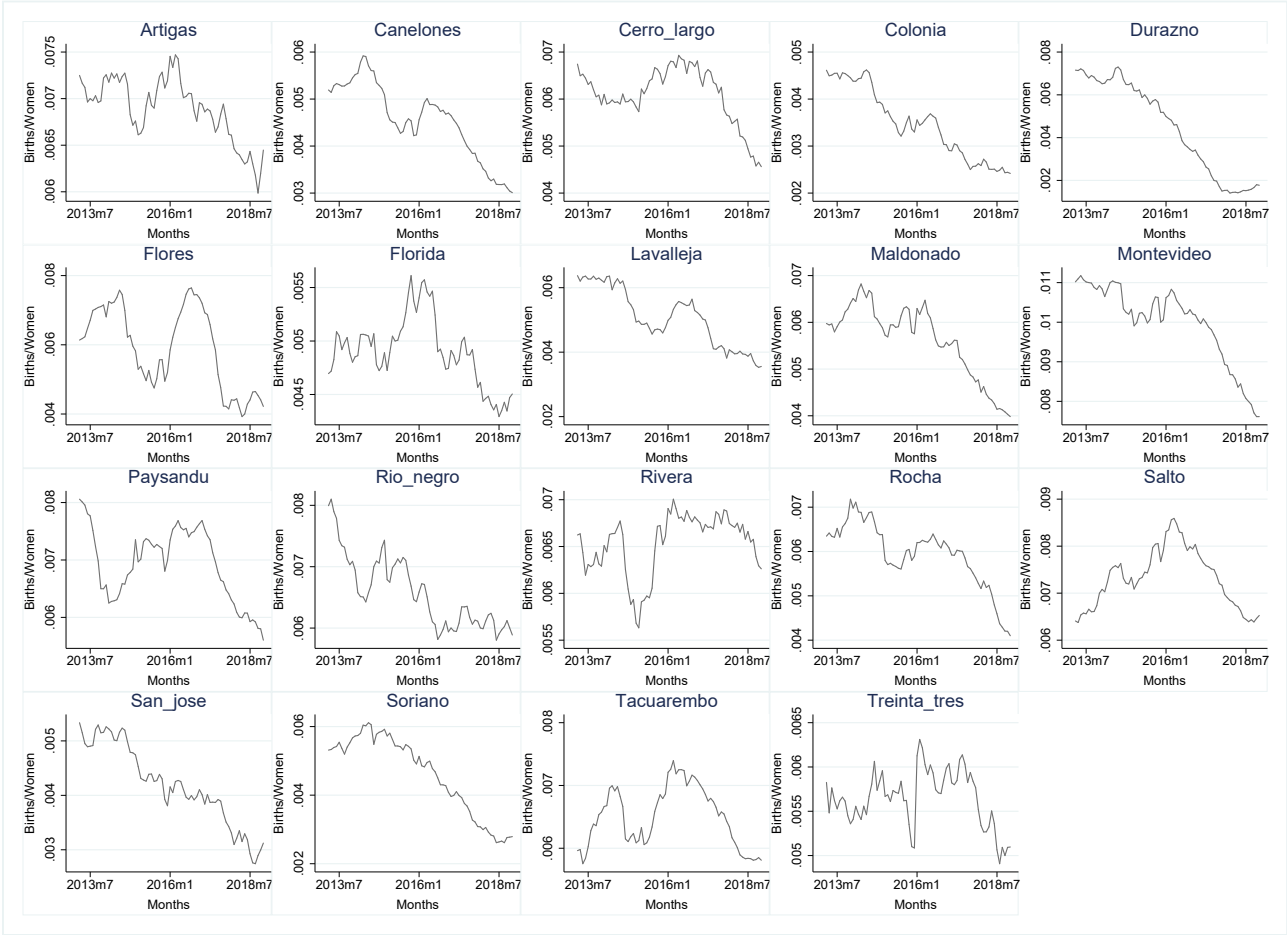 Artigas
Births/Women
.006 .0065 .007 .0075
2013m7 2016m1 2018m7
Months
Canelones
Births/Women
.003 .004 .005 .006
2013m7 2016m1 2018m7
Months
Cerro_largo
Births/Women
.004 .005 .006 .007
2013m7 2016m1 2018m7
Months
Colonia
Births/Women
.002 .003 .004 .005
2013m7 2016m1 2018m7
Months
Durazno
Births/Women
.002 .004 .006 .008
2013m7 2016m1 2018m7
Months
Flores
Births/Women
.004 .006 .008
2013m7 2016m1 2018m7
Months
Florida
Births/Women
.0045 .005 .0055
2013m7 2016m1 2018m7
Months
Lavalleja
Births/Women
.002 .004 .006
2013m7 2016m1 2018m7
Months
Maldonado
Births/Women
.004 .005 .006 .007
2013m7 2016m1 2018m7
Months
Montevideo
Births/Women
.008 .009 .01 .011
2013m7 2016m1 2018m7
Months
Paysandu
Births/Women
.006 .007 .008
2013m7 2016m1 2018m7
Months
Rio_negro
Births/Women
.006 .007 .008
2013m7 2016m1 2018m7
Months
Rivera
Births/Women
.0055 .006 .0065 .007
2013m7 2016m1 2018m7
Months
Rocha
Births/Women
.004 .005 .006 .007
2013m7 2016m1 2018m7
Months
Salto
Births/Women
.006 .007 .008 .009
2013m7 2016m1 2018m7
Months
San_jose
Births/Women
.003 .004 .005
2013m7 2016m1 2018m7
Months
Soriano
Births/Women
.002 .004 .006
2013m7 2016m1 2018m7
Months
Tacuarembo
Births/Women
.006 .007 .008
2013m7 2016m1 2018m7
Months
Treinta_tres
Births/Women
.005 .0055 .006 .0065
2013m7 2016m1 2018m7
Months